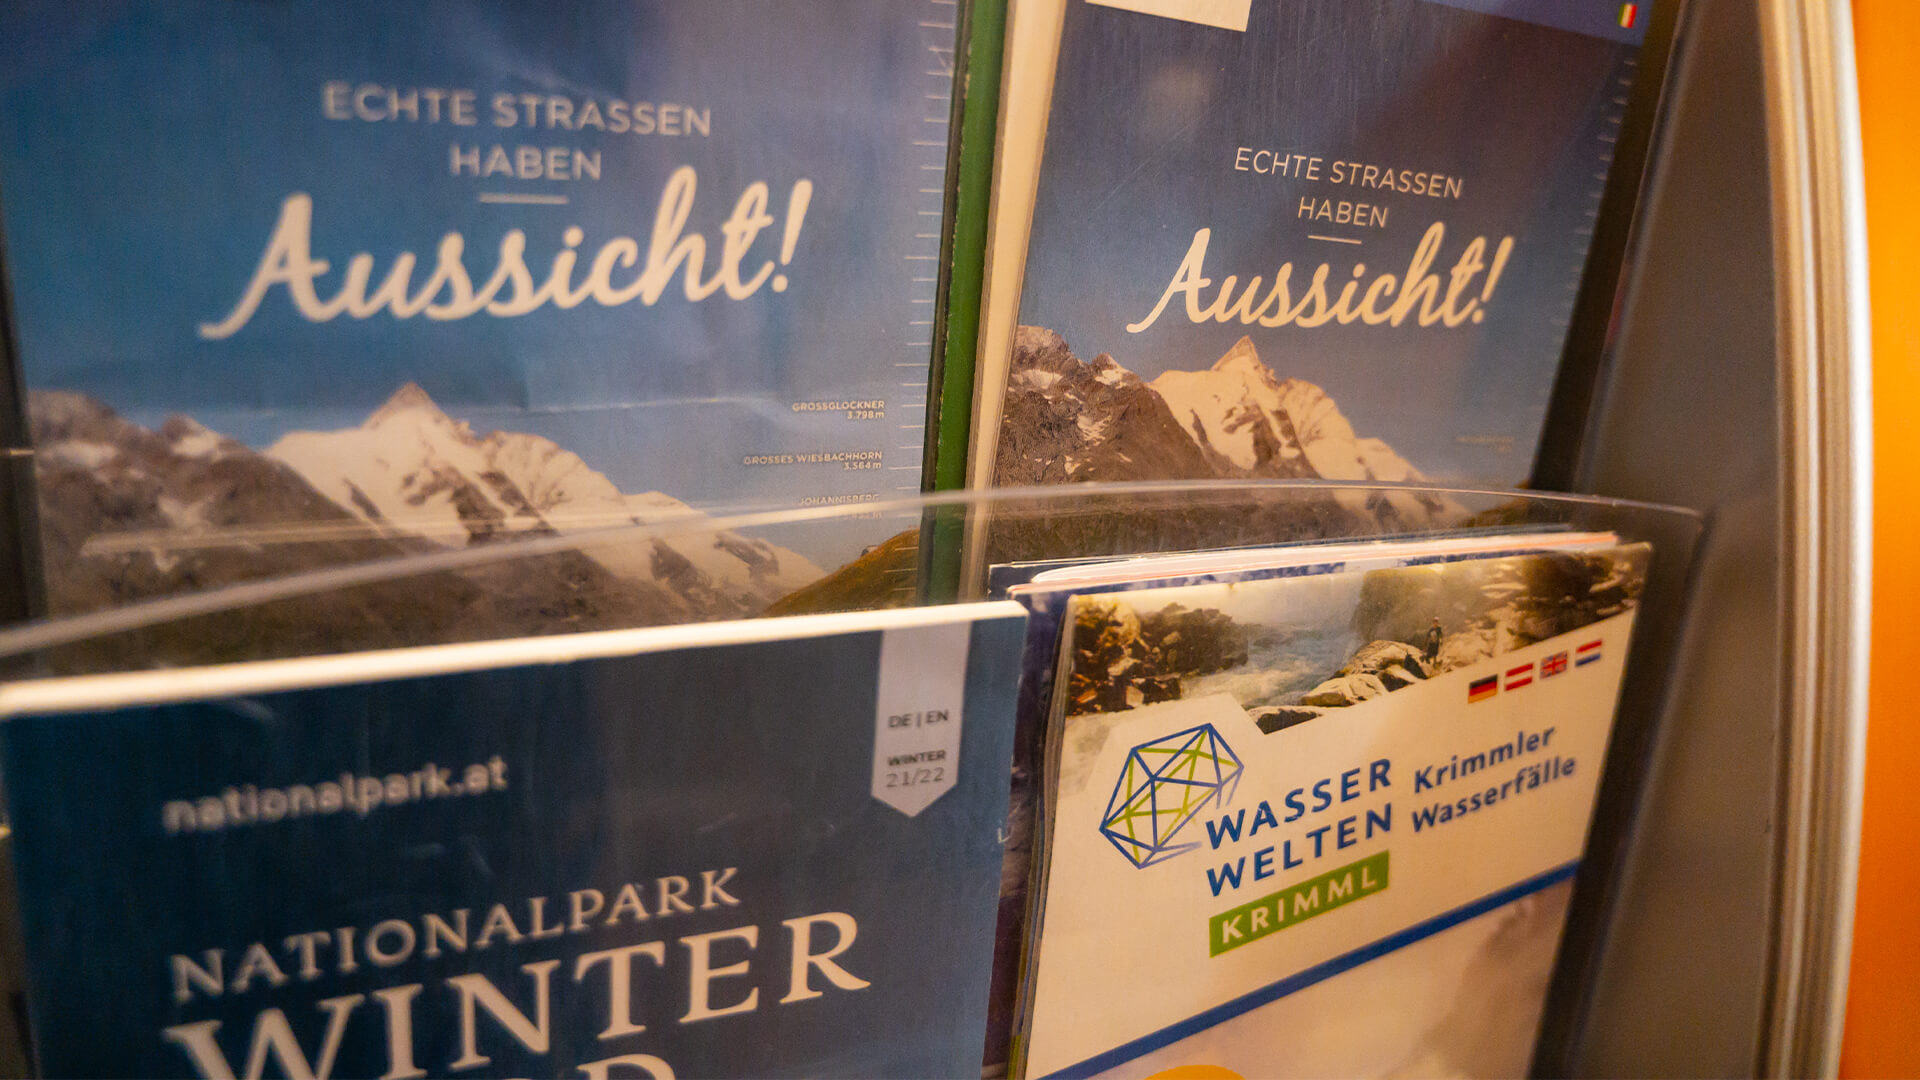 ECHTE STRASSEN
HABEN
Aussicht!
GROSSGLOCKNER
3.798 m
GROSSES WIESBACHHORN
3.564 m
JOHANNISBERG
ECHTE STRASSEN
HABEN
Aussicht!
nationalpark.at
DE | EN
WINTER
21/22
NATIONALPARK
WINTER
WASSER
WELTEN
KRIMML
Krimmler
Wasserfälle